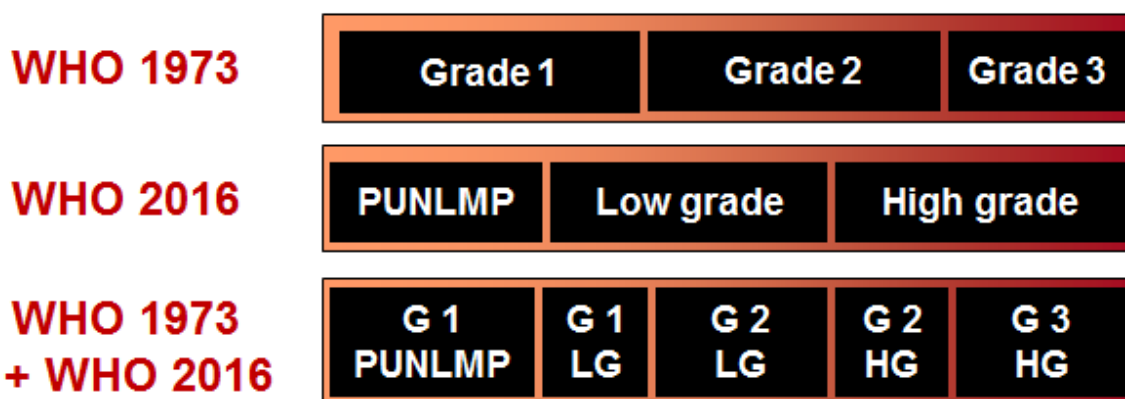 WHO 1973
Grade 1 Grade 2 Grade 3
WHO 2016
PUNLMP Low grade High grade
WHO 1973
+ WHO 2016
G 1 G 1 G 2 G 2 G 3
PUNLMP LG LG HG HG